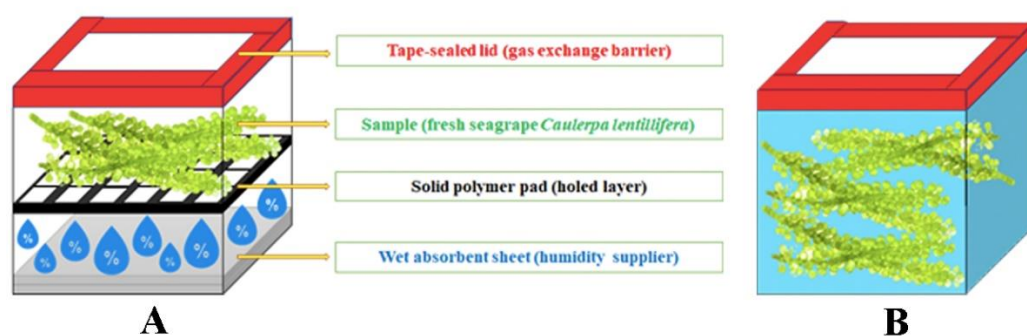 Tape-sealed lid (gas exchange barrier)
Sample (fresh seagrape Caulerpa lentillifera)
Solid polymer pad (holed layer)
% % % % % % % %
Wet absorbent sheet (humidity supplier)
A
B